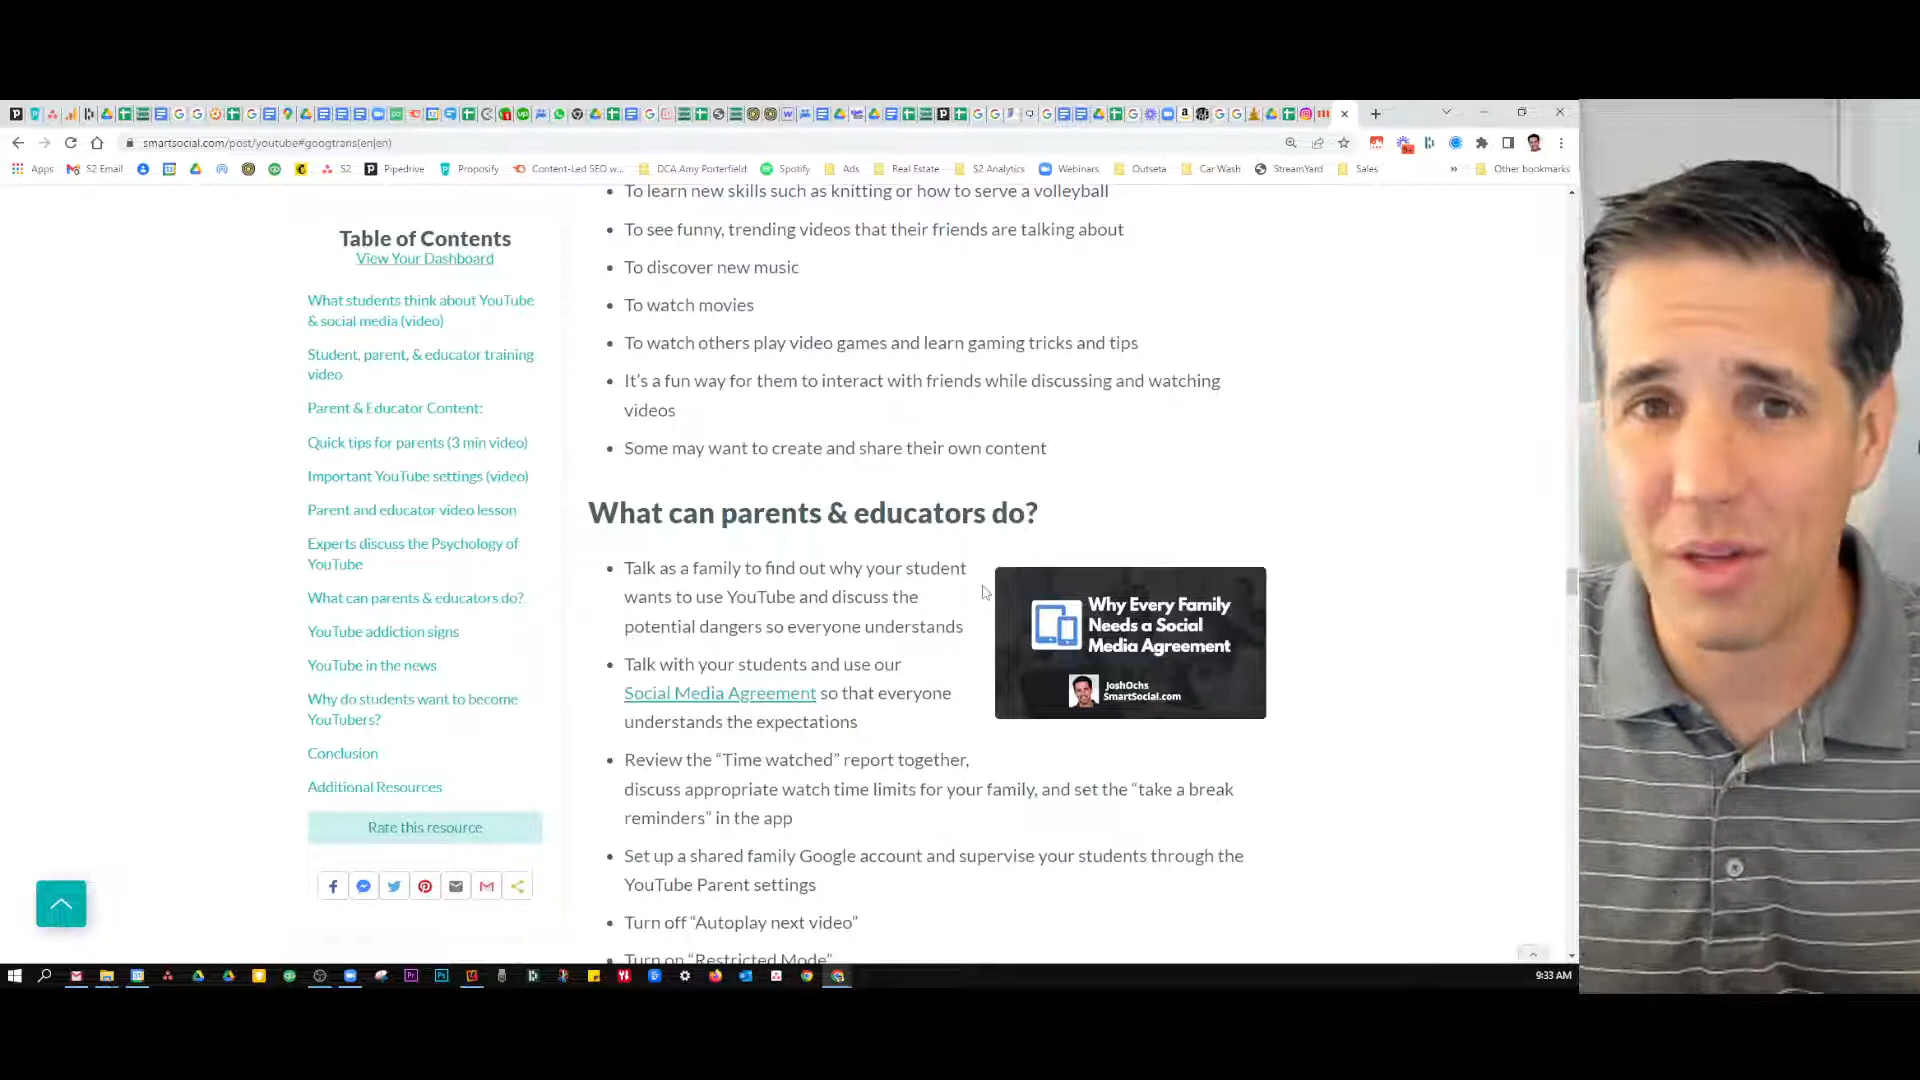 smartsocial.com/post/youtube#googtrans(en|en)
Apps
S2 Email
S2
Pipedrive
Proposify
Content-Led SEO w...
DCA Amy Porterfield
Spotify
Ads
Real Estate
S2 Analytics
Webinars
Outseta
Car Wash
StreamYard
Sales
»
Other bookmarks
Table of Contents
View Your Dashboard
What students think about YouTube
& social media (video)
Student, parent, & educator training
video
Parent & Educator Content:
Quick tips for parents (3 min video)
Important YouTube settings (video)
Parent and educator video lesson
Experts discuss the Psychology of
YouTube
What can parents & educators do?
YouTube addiction signs
YouTube in the news
Why do students want to become
YouTubers?
Conclusion
Additional Resources
Rate this resource
• To learn new skills such as knitting or how to serve a volleyball
• To see funny, trending videos that their friends are talking about
• To discover new music
• To watch movies
• To watch others play video games and learn gaming tricks and tips
• It’s a fun way for them to interact with friends while discussing and watching
videos
• Some may want to create and share their own content
What can parents & educators do?
• Talk as a family to find out why your student
wants to use YouTube and discuss the
potential dangers so everyone understands
• Talk with your students and use our
Social Media Agreement so that everyone
understands the expectations
Why Every Family
Needs a Social
Media Agreement
JoshOchs
SmartSocial.com
• Review the “Time watched” report together,
discuss appropriate watch time limits for your family, and set the “take a break
reminders” in the app
• Set up a shared family Google account and supervise your students through the
YouTube Parent settings
• Turn off “Autoplay next video”
• Turn on “Restricted Mode”
9:33 AM